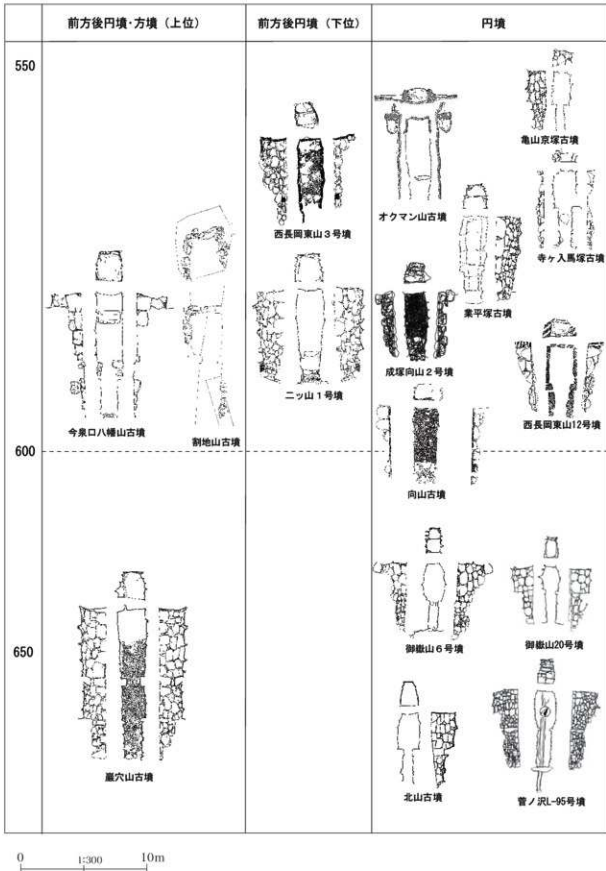 前方後円墳・方墳（上位）
前方後円墳（下位）
円墳
550
亀山京塚古墳
オクマン山古墳
西長岡東山３号墳
寺ヶ入馬塚古墳
業平塚古墳
成塚向山２号墳
二ッ山１号墳
今泉口八幡山古墳
割地山古墳
西長岡東山12号墳
600
向山古墳
御嶽山６号墳
御嶽山20号墳
650
巖穴山古墳
北山古墳
菅ノ沢L-95号墳
0
1:300
10m